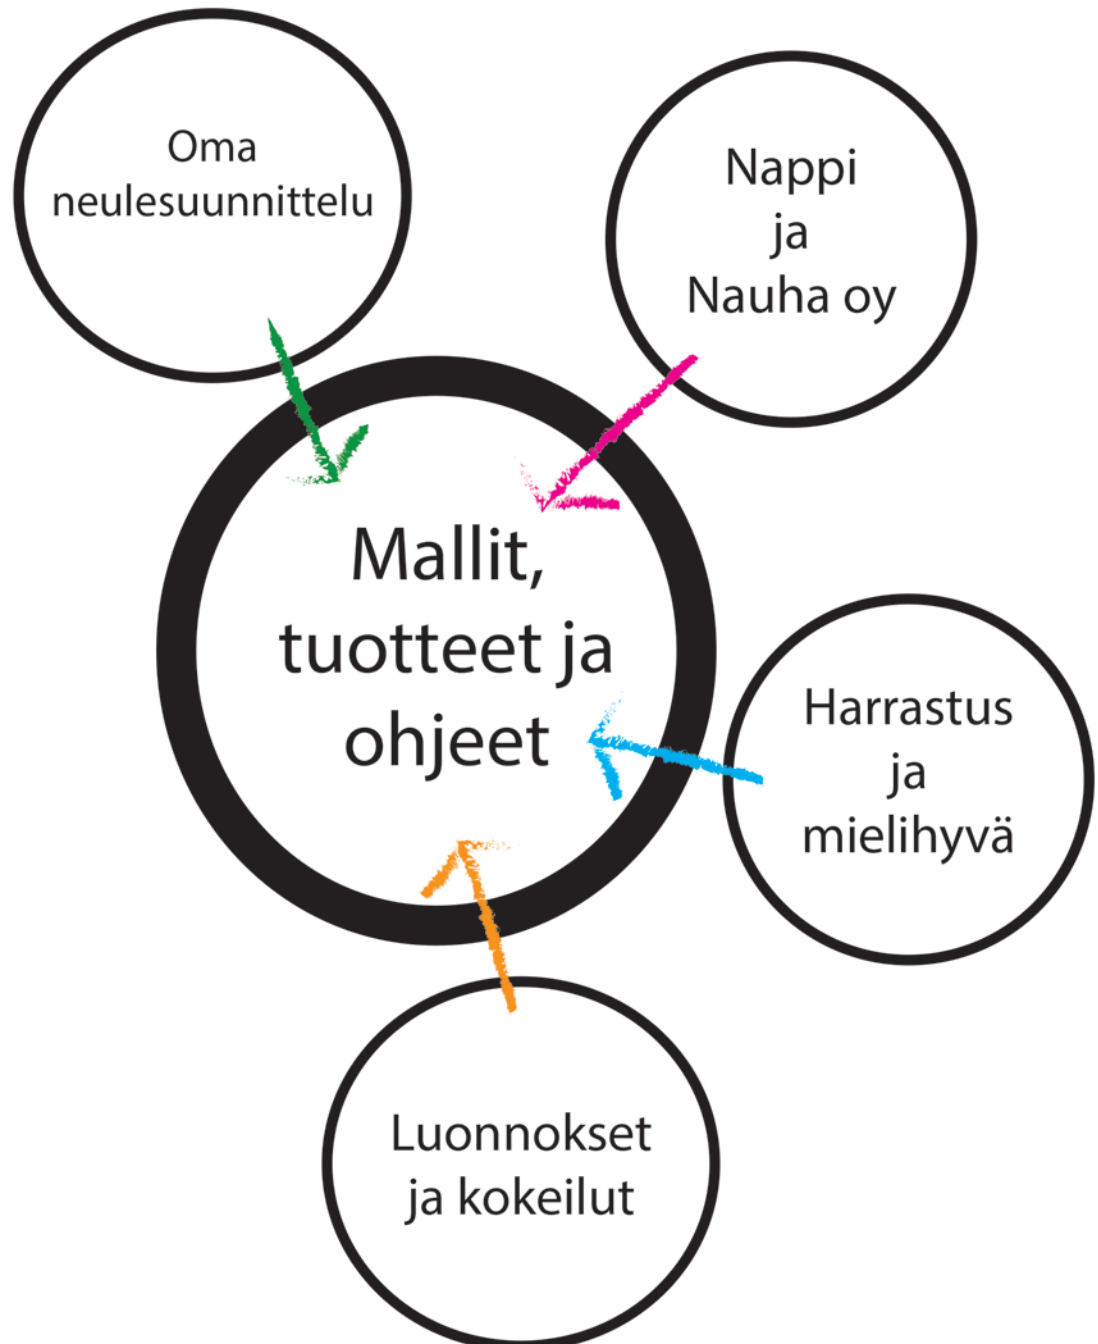 Oma
neulesuunnittelu
Nappi
ja
Nauha oy
Mallit,
tuotteet ja
ohjeet
Harrastus
ja
mielihyvä
Luonnokset
ja kokeilut